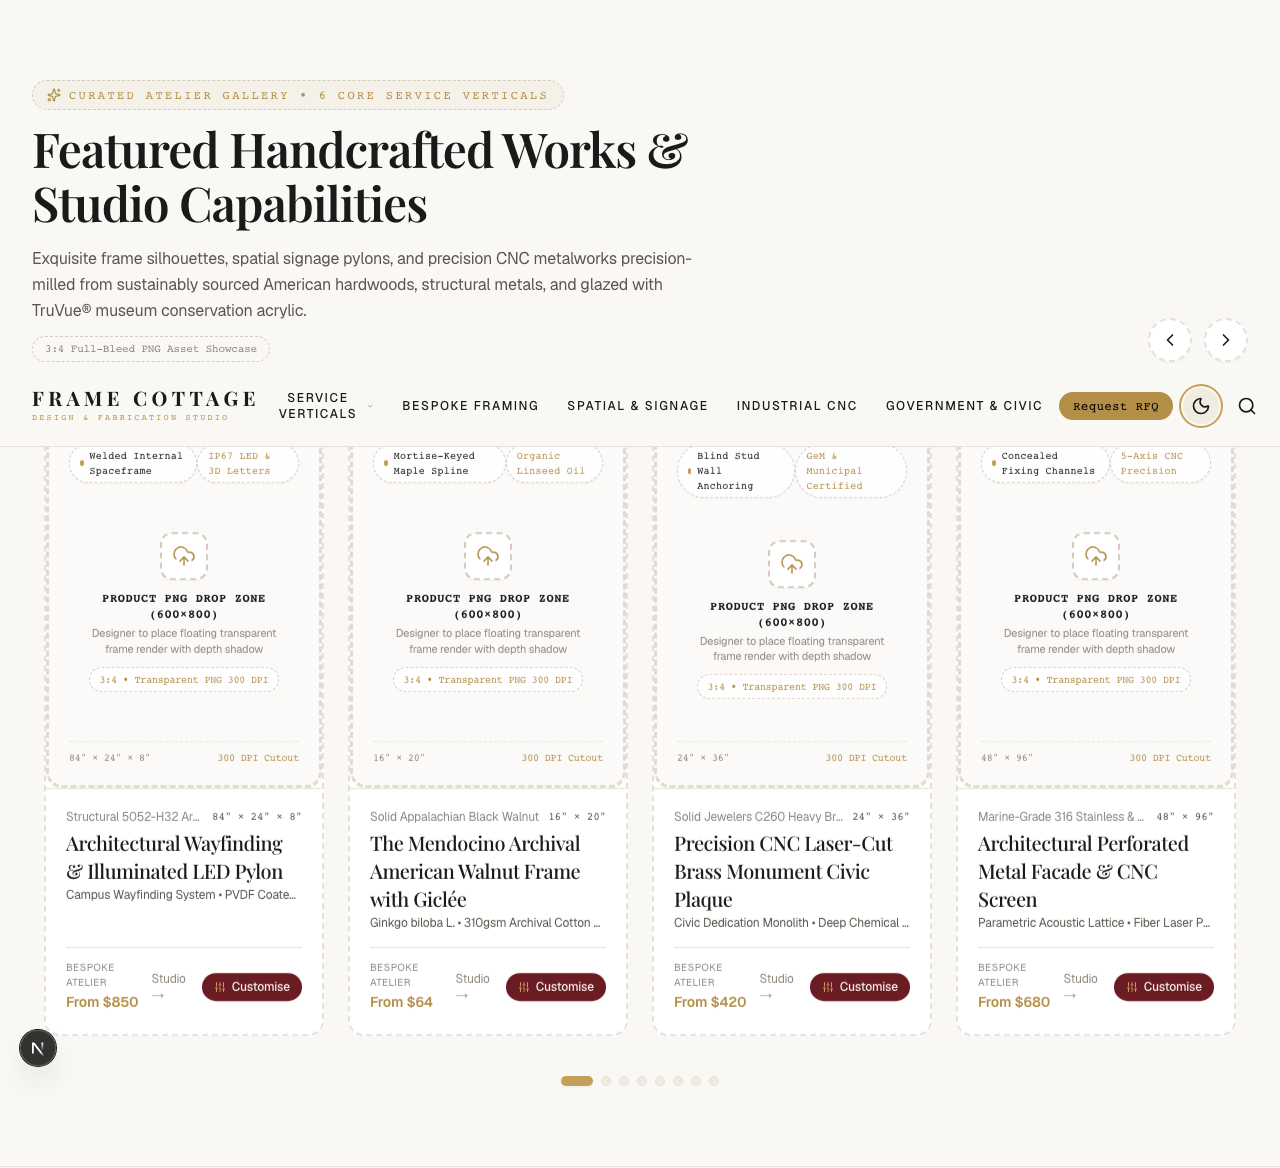 CURATED ATELIER GALLERY • 6 CORE SERVICE VERTICALS
Featured Handcrafted Works &
Studio Capabilities
Exquisite frame silhouettes, spatial signage pylons, and precision CNC metalworks precision-
milled from sustainably sourced American hardwoods, structural metals, and glazed with
TruVue® museum conservation acrylic.
3:4 Full-Bleed PNG Asset Showcase
FRAME COTTAGE
DESIGN & FABRICATION STUDIO
SERVICE
VERTICALS
BESPOKE FRAMING
SPATIAL & SIGNAGE
INDUSTRIAL CNC
GOVERNMENT & CIVIC
Request RFQ
Welded Internal
Spaceframe
IP67 LED &
3D Letters
PRODUCT PNG DROP ZONE
(600×800)
Designer to place floating transparent
frame render with depth shadow
3:4 • Transparent PNG 300 DPI
84" × 24" × 8"
300 DPI Cutout
Structural 5052-H32 Ar…
84" × 24" × 8"
Architectural Wayfinding
& Illuminated LED Pylon
Campus Wayfinding System • PVDF Coate…
BESPOKE
ATELIER
From $850
Studio
→
Customise
Mortise-Keyed
Maple Spline
Organic
Linseed Oil
PRODUCT PNG DROP ZONE
(600×800)
Designer to place floating transparent
frame render with depth shadow
3:4 • Transparent PNG 300 DPI
16" × 20"
300 DPI Cutout
Solid Appalachian Black Walnut
16" × 20"
The Mendocino Archival
American Walnut Frame
with Giclée
Ginkgo biloba L. • 310gsm Archival Cotton …
BESPOKE
ATELIER
From $64
Studio
→
Customise
Blind Stud
Wall
Anchoring
GeM &
Municipal
Certified
PRODUCT PNG DROP ZONE
(600×800)
Designer to place floating transparent
frame render with depth shadow
3:4 • Transparent PNG 300 DPI
24" × 36"
300 DPI Cutout
Solid Jewelers C260 Heavy Br…
24" × 36"
Precision CNC Laser-Cut
Brass Monument Civic
Plaque
Civic Dedication Monolith • Deep Chemical …
BESPOKE
ATELIER
From $420
Studio
→
Customise
Concealed
Fixing Channels
5-Axis CNC
Precision
PRODUCT PNG DROP ZONE
(600×800)
Designer to place floating transparent
frame render with depth shadow
3:4 • Transparent PNG 300 DPI
48" × 96"
300 DPI Cutout
Marine-Grade 316 Stainless & …
48" × 96"
Architectural Perforated
Metal Facade & CNC
Screen
Parametric Acoustic Lattice • Fiber Laser P…
BESPOKE
ATELIER
From $680
Studio
→
Customise
N